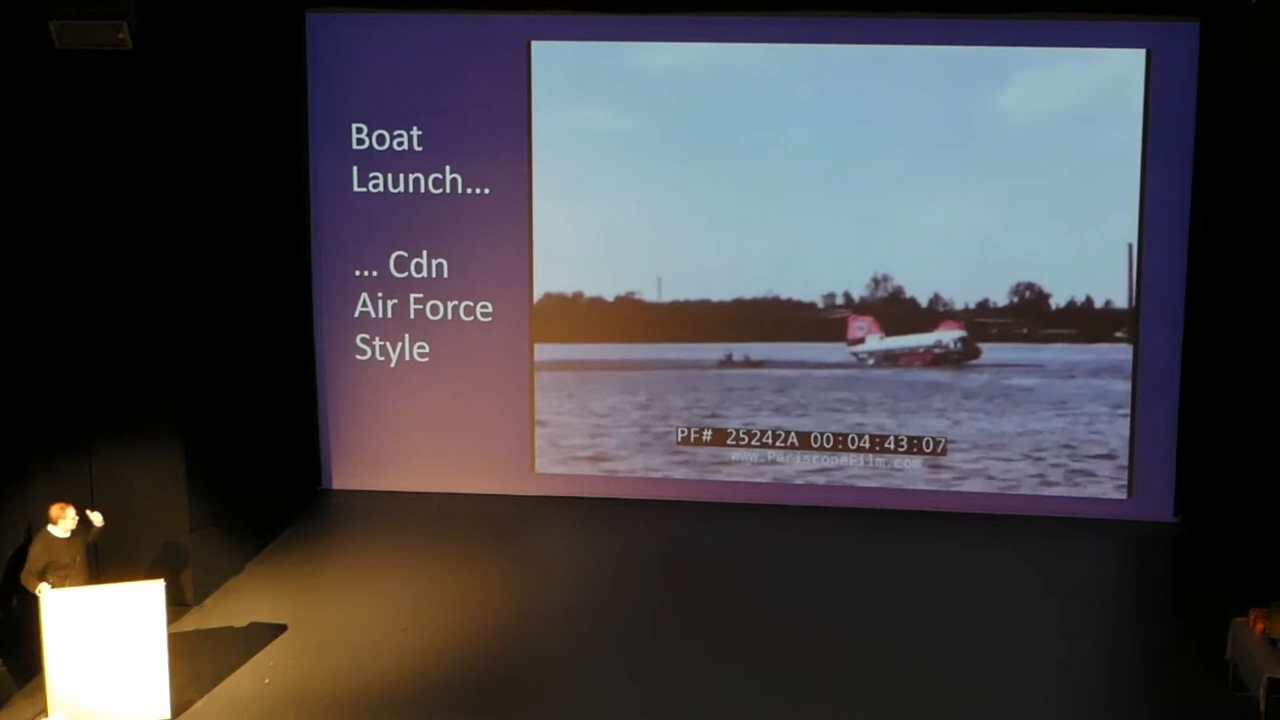 Boat
Launch...
... Cdn
Air Force
Style
PF# 25242A 00:04:43:07
www.PeriscopeFilm.com